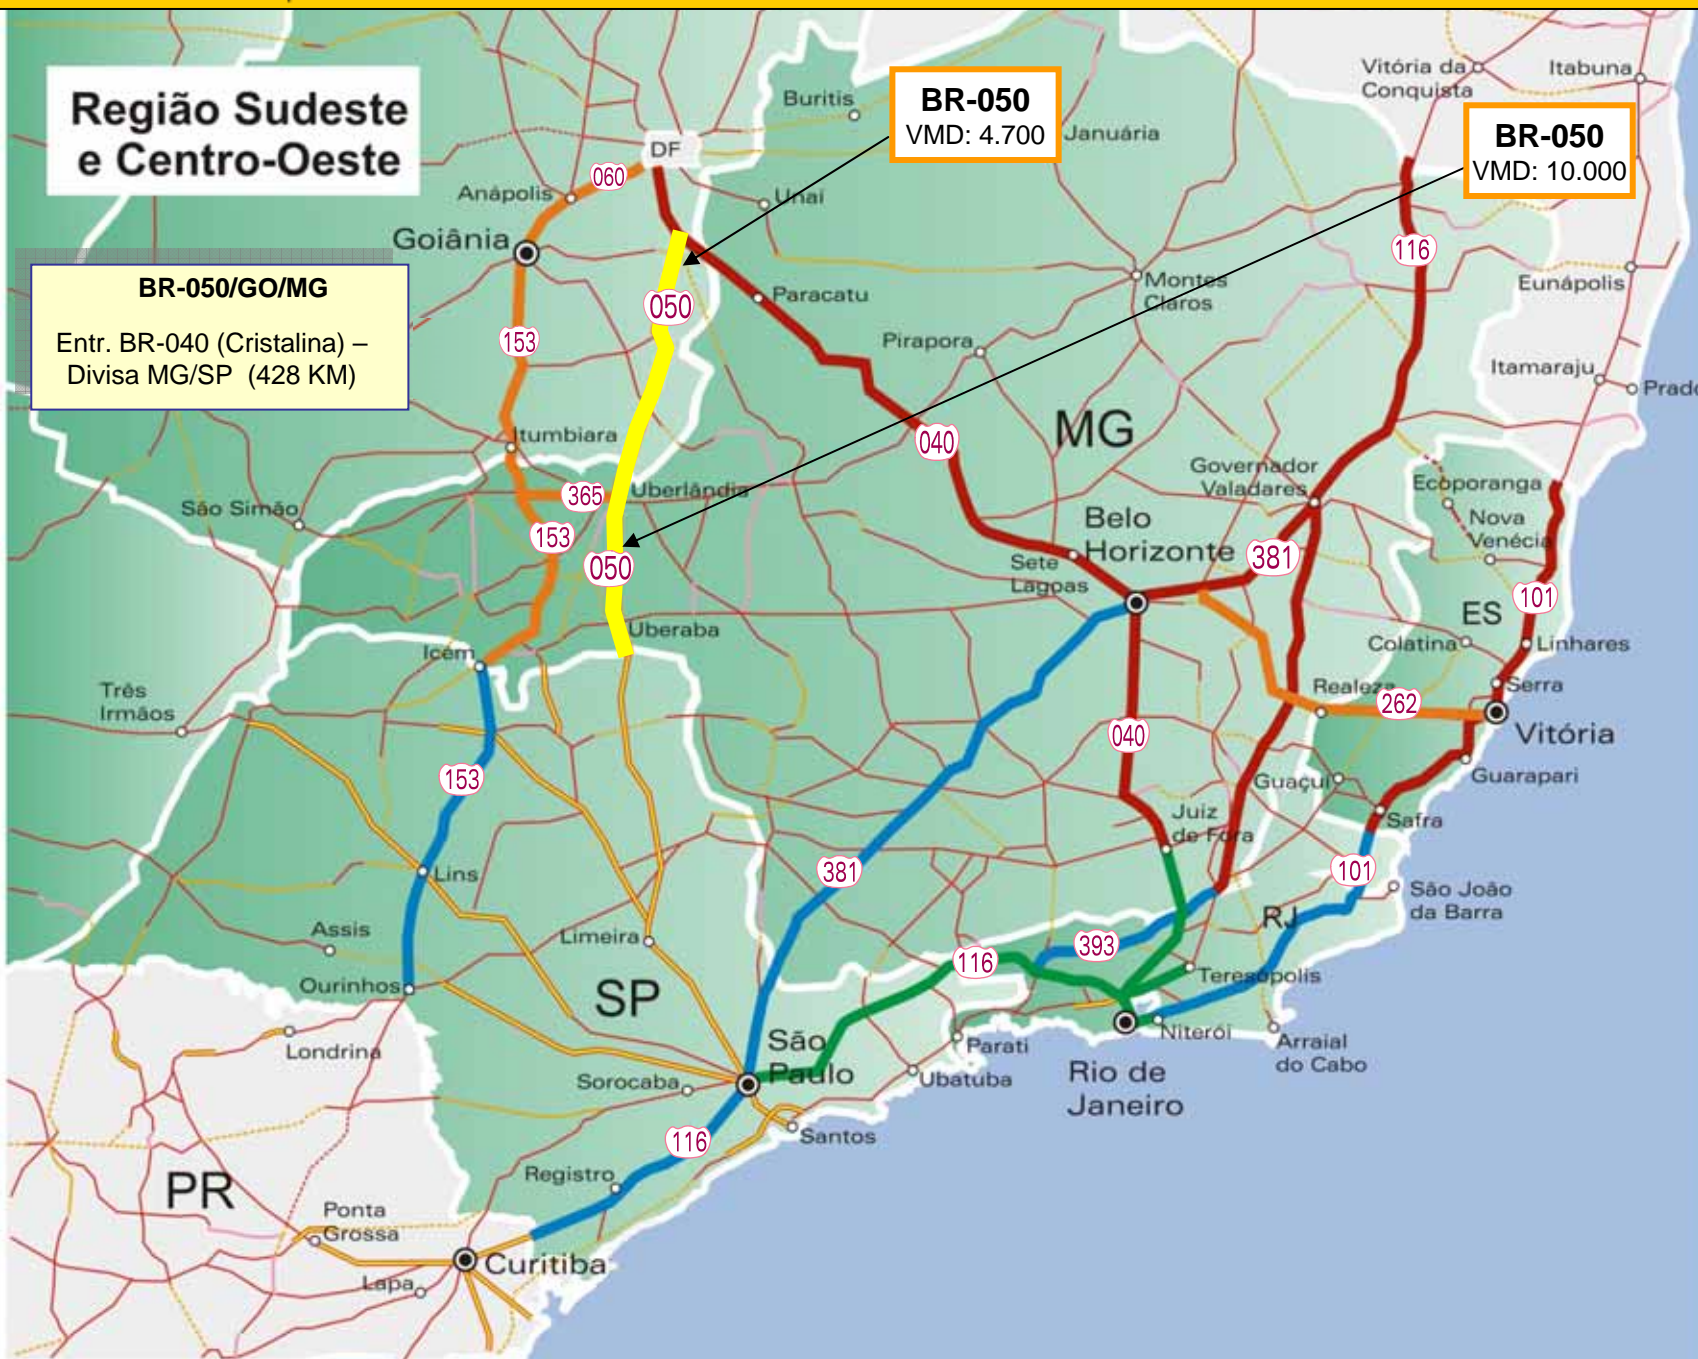 Região Sudeste
e Centro-Oeste
BR-050
VMD: 4.700
BR-050
VMD: 10.000
BR-050/GO/MG
Entr. BR-040 (Cristalina) –
Divisa MG/SP  (428 KM)
Vitória da
Conquista
Itabuna
Buritis
Januária
DF
060
Anápolis
Unaí
Goiânia
116
Montes
Claros
Eunápolis
Paracatu
050
153
Pirapora
Itamaraju
Prado
MG
040
Itumbiara
Governador
Valadares
Ecoporanga
365
Uberlândia
São Simão
Nova
Venécia
Belo
Horizonte
153
050
Sete
Lagoas
381
101
ES
Uberaba
Colatina
Linhares
Icém
Três
Irmãos
Realeza
Serra
262
Vitória
040
153
Guaçuí
Guarapari
Juiz
de Fora
Safra
381
101
Lins
São João
da Barra
RJ
Assis
Limeira
393
116
Teresópolis
Ourinhos
SP
Londrina
São
Paulo
Niterói
Parati
Arraial
do Cabo
Sorocaba
Ubatuba
Rio de
Janeiro
116
Santos
Registro
PR
Ponta
Grossa
Curitiba
Lapa